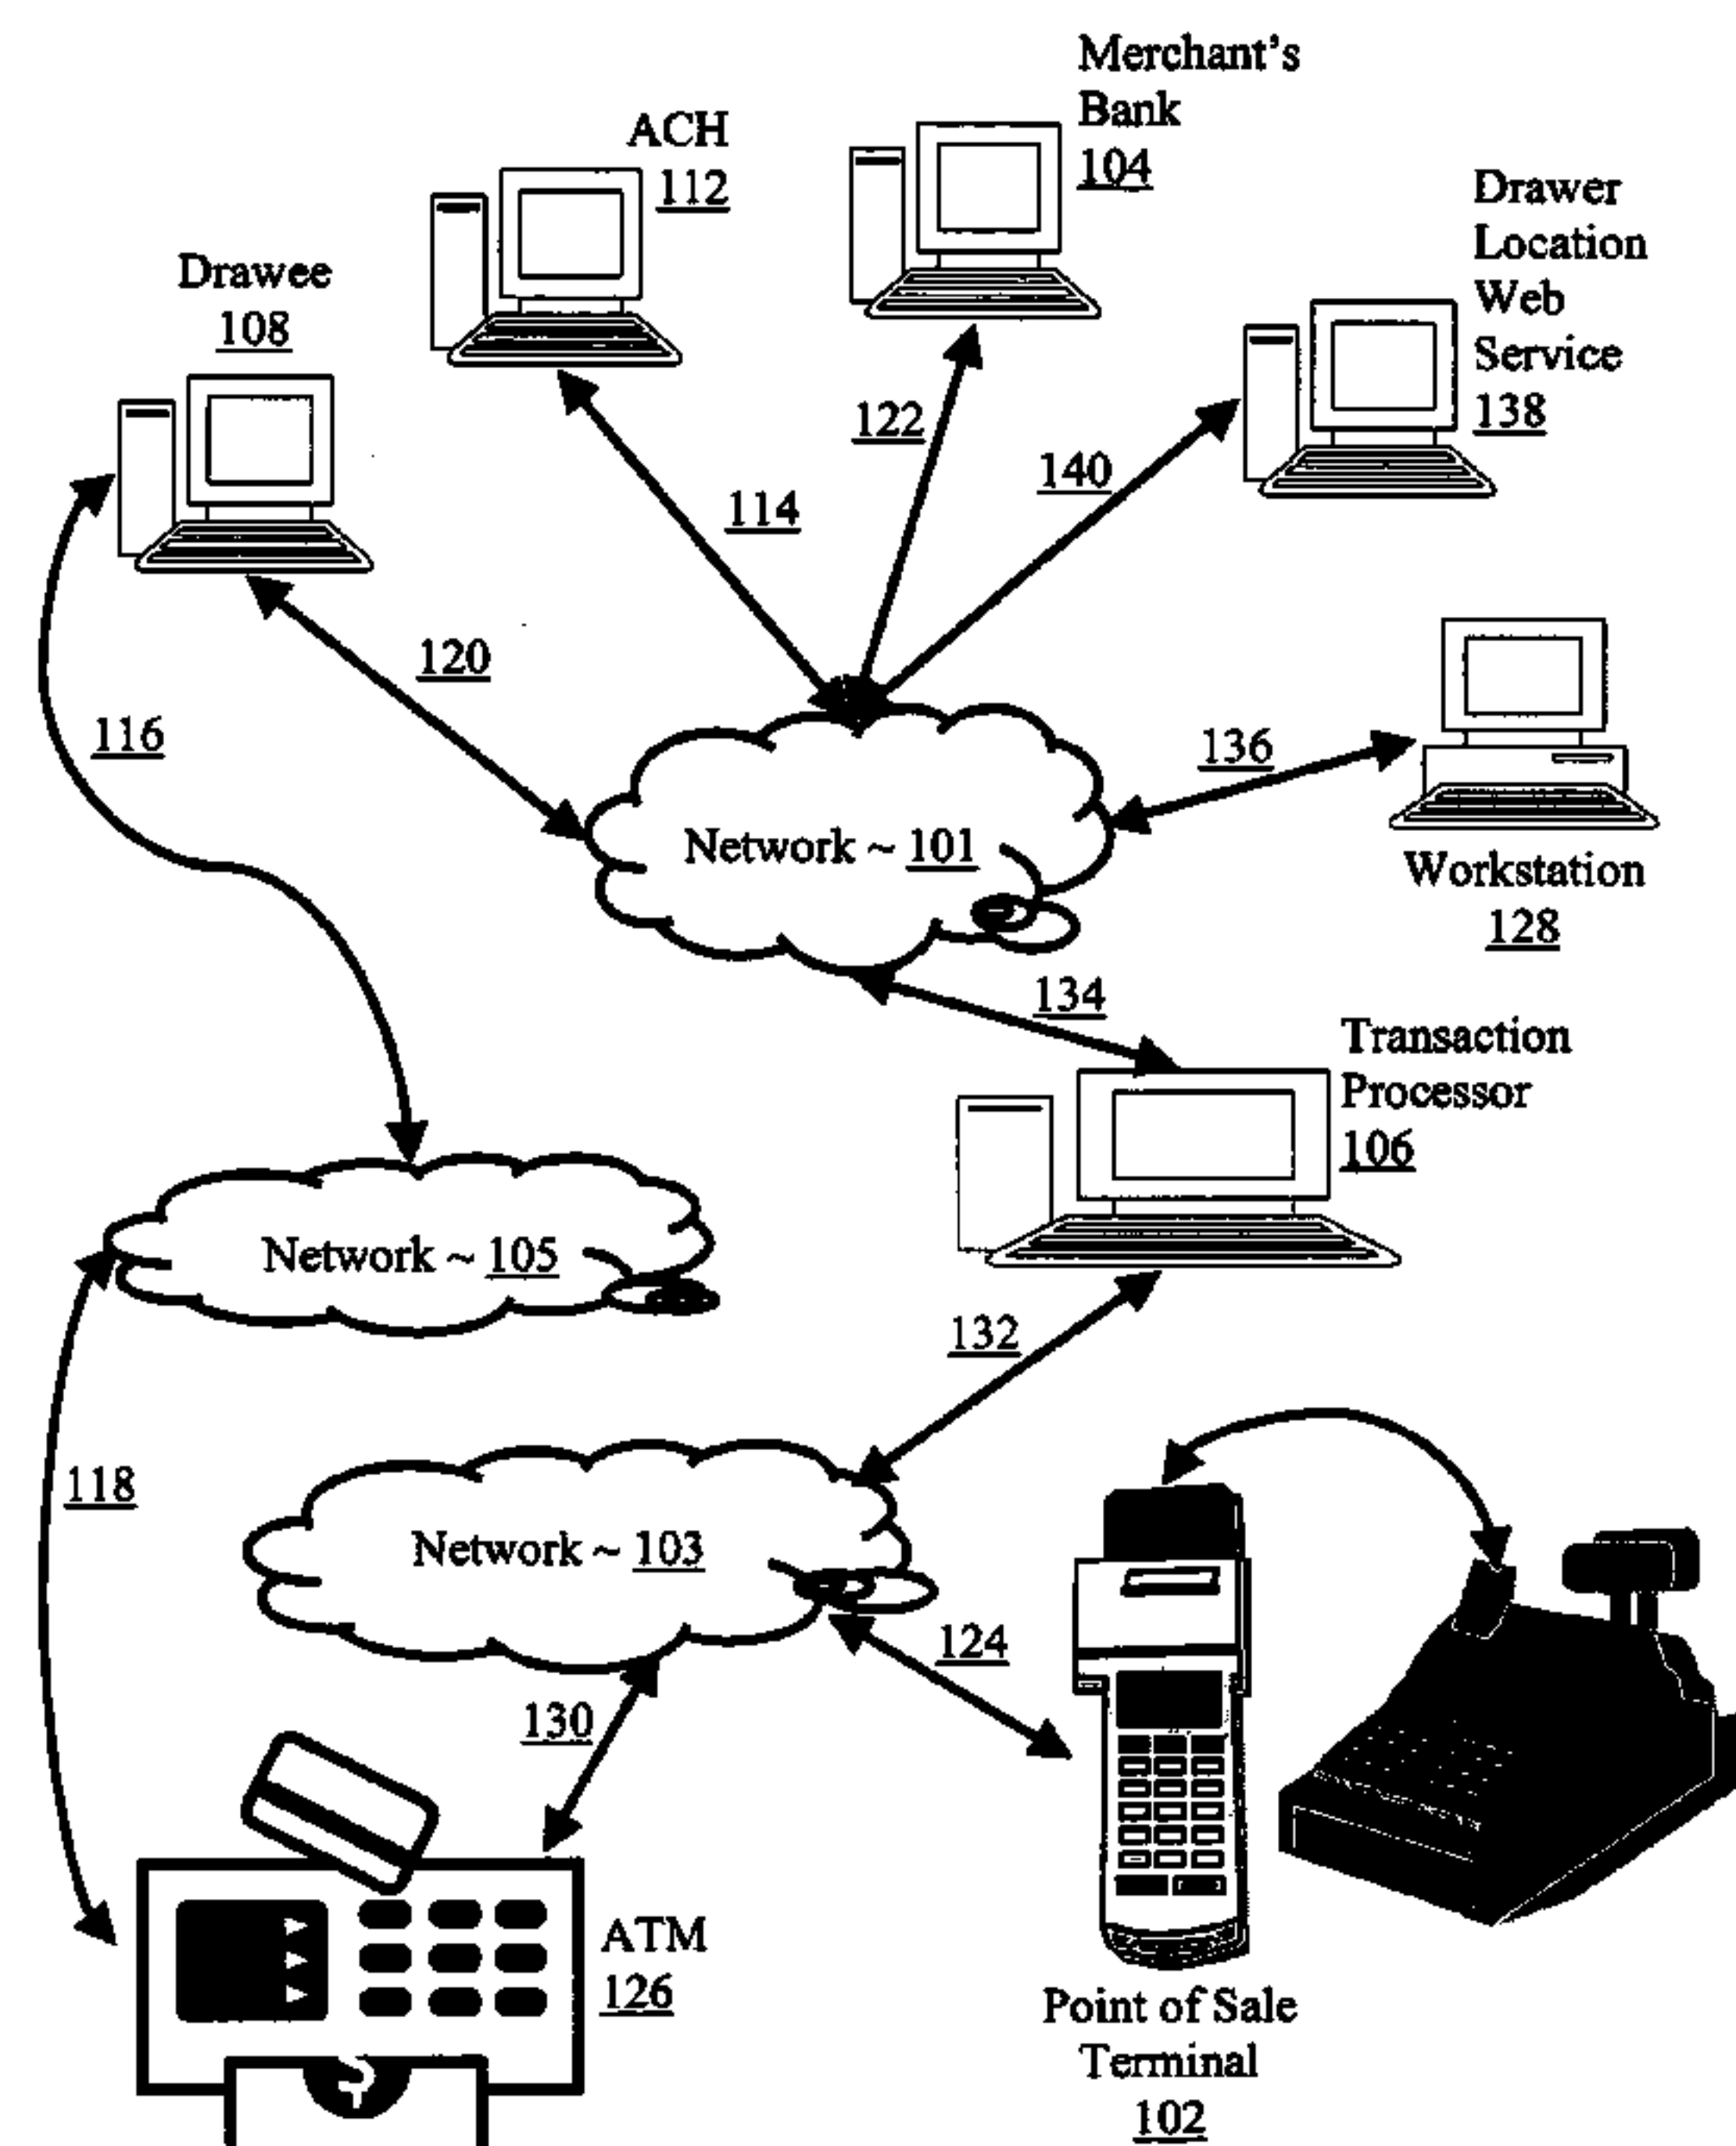 Merchant's
Bank
104
ACH
112
Drawer
Location
Web
Service
138
Drawee
108
122
140
114
120
116
136
Network ~ 101
Workstation
128
134
Transaction
Processor
106
Network ~ 105
132
118
Network ~ 103
124
130
ATM
126
Point of Sale
Terminal
102